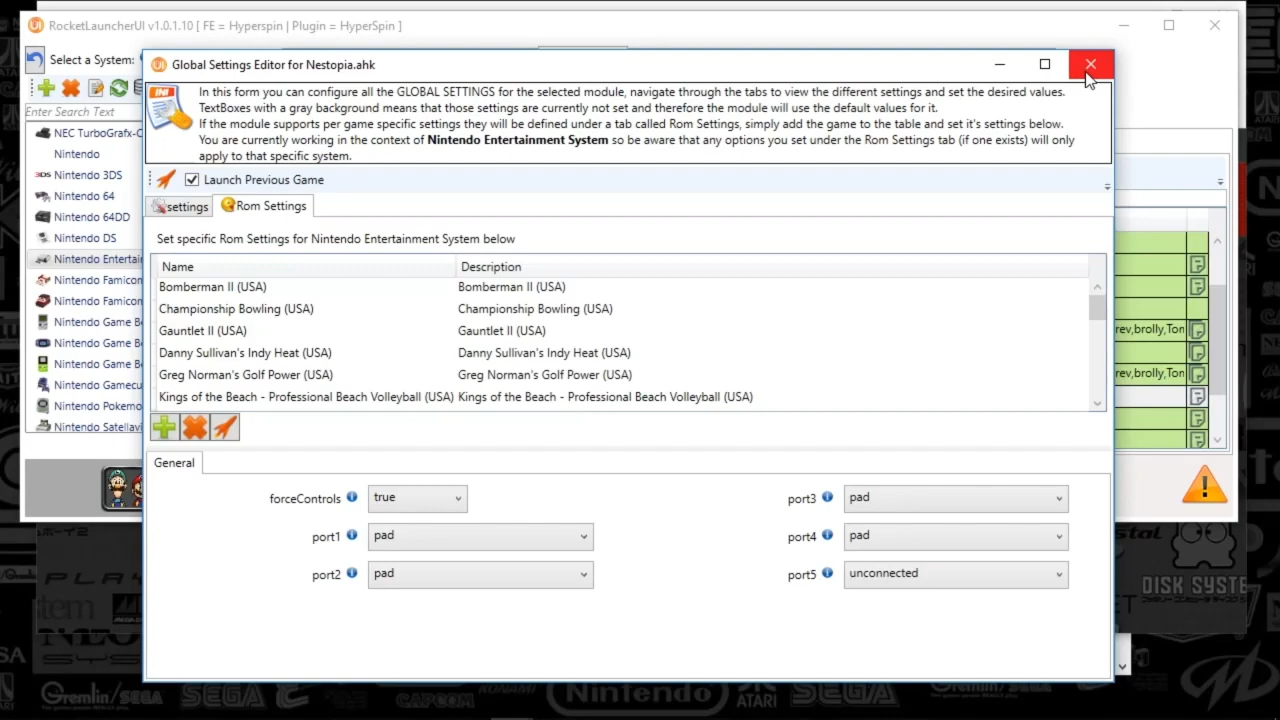 RocketLauncherUI v1.0.1.10 [ FE = Hyperspin | Plugin = HyperSpin ]
Select a System:
Global Settings Editor for Nestopia.ahk
In this form you can configure all the GLOBAL SETTINGS for the selected module, navigate through the tabs to view the different settings and set the desired values.
TextBoxes with a gray background means that those settings are currently not set and therefore the module will use the default values for it.
If the module supports per game specific settings they will be defined under a tab called Rom Settings, simply add the game to the table and set it's settings below.
You are currently working in the context of Nintendo Entertainment System so be aware that any options you set under the Rom Settings tab (if one exists) will only
apply to that specific system.
Launch Previous Game
settings
Rom Settings
Set specific Rom Settings for Nintendo Entertainment System below
Name Description
Bomberman II (USA) Bomberman II (USA)
Championship Bowling (USA) Championship Bowling (USA)
Gauntlet II (USA) Gauntlet II (USA)
Danny Sullivan's Indy Heat (USA) Danny Sullivan's Indy Heat (USA)
Greg Norman's Golf Power (USA) Greg Norman's Golf Power (USA)
Kings of the Beach - Professional Beach Volleyball (USA) Kings of the Beach - Professional Beach Volleyball (USA)
General
forceControls true
port1 pad
port2 pad
port3 pad
port4 pad
port5 unconnected
Enter Search Text
NEC TurboGrafx-C
Nintendo
3DS Nintendo 3DS
Nintendo 64
Nintendo 64DD
Nintendo DS
Nintendo Entertai
Nintendo Famicon
Nintendo Famicon
Nintendo Game B
Nintendo Game B
Nintendo Game B
Nintendo Gamecu
Nintendo Pokemo
Nintendo Satellavi
rev,brolly,Ton
rev,brolly,Ton
DISK SYSTE
Gremlin/SEGA
SEGA
CAPCOM
KONAMI
Nintendo
ATARI
SEGA
Gremlin/SEGA